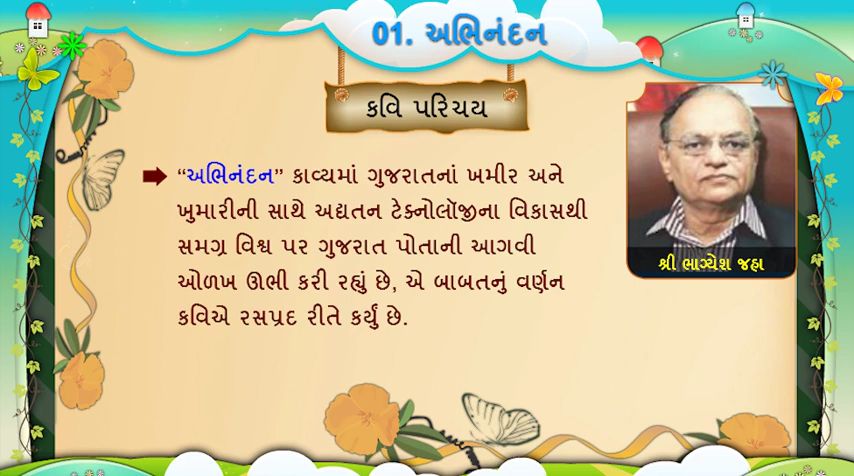 01. અભિનંદન
કવિ પરિચય
“અભિનંદન” કાવ્યમાં ગુજરાતનાં ખમીર અને
ખુમારીની સાથે અદ્યતન ટેક્નોલૉજીના વિકાસથી
સમગ્ર વિશ્વ પર ગુજરાત પોતાની આગવી
ઓળખ ઊભી કરી રહ્યું છે, એ બાબતનું વર્ણન
કવિએ રસપ્રદ રીતે કર્યું છે.
શ્રી ભાગ્યેશ જહા